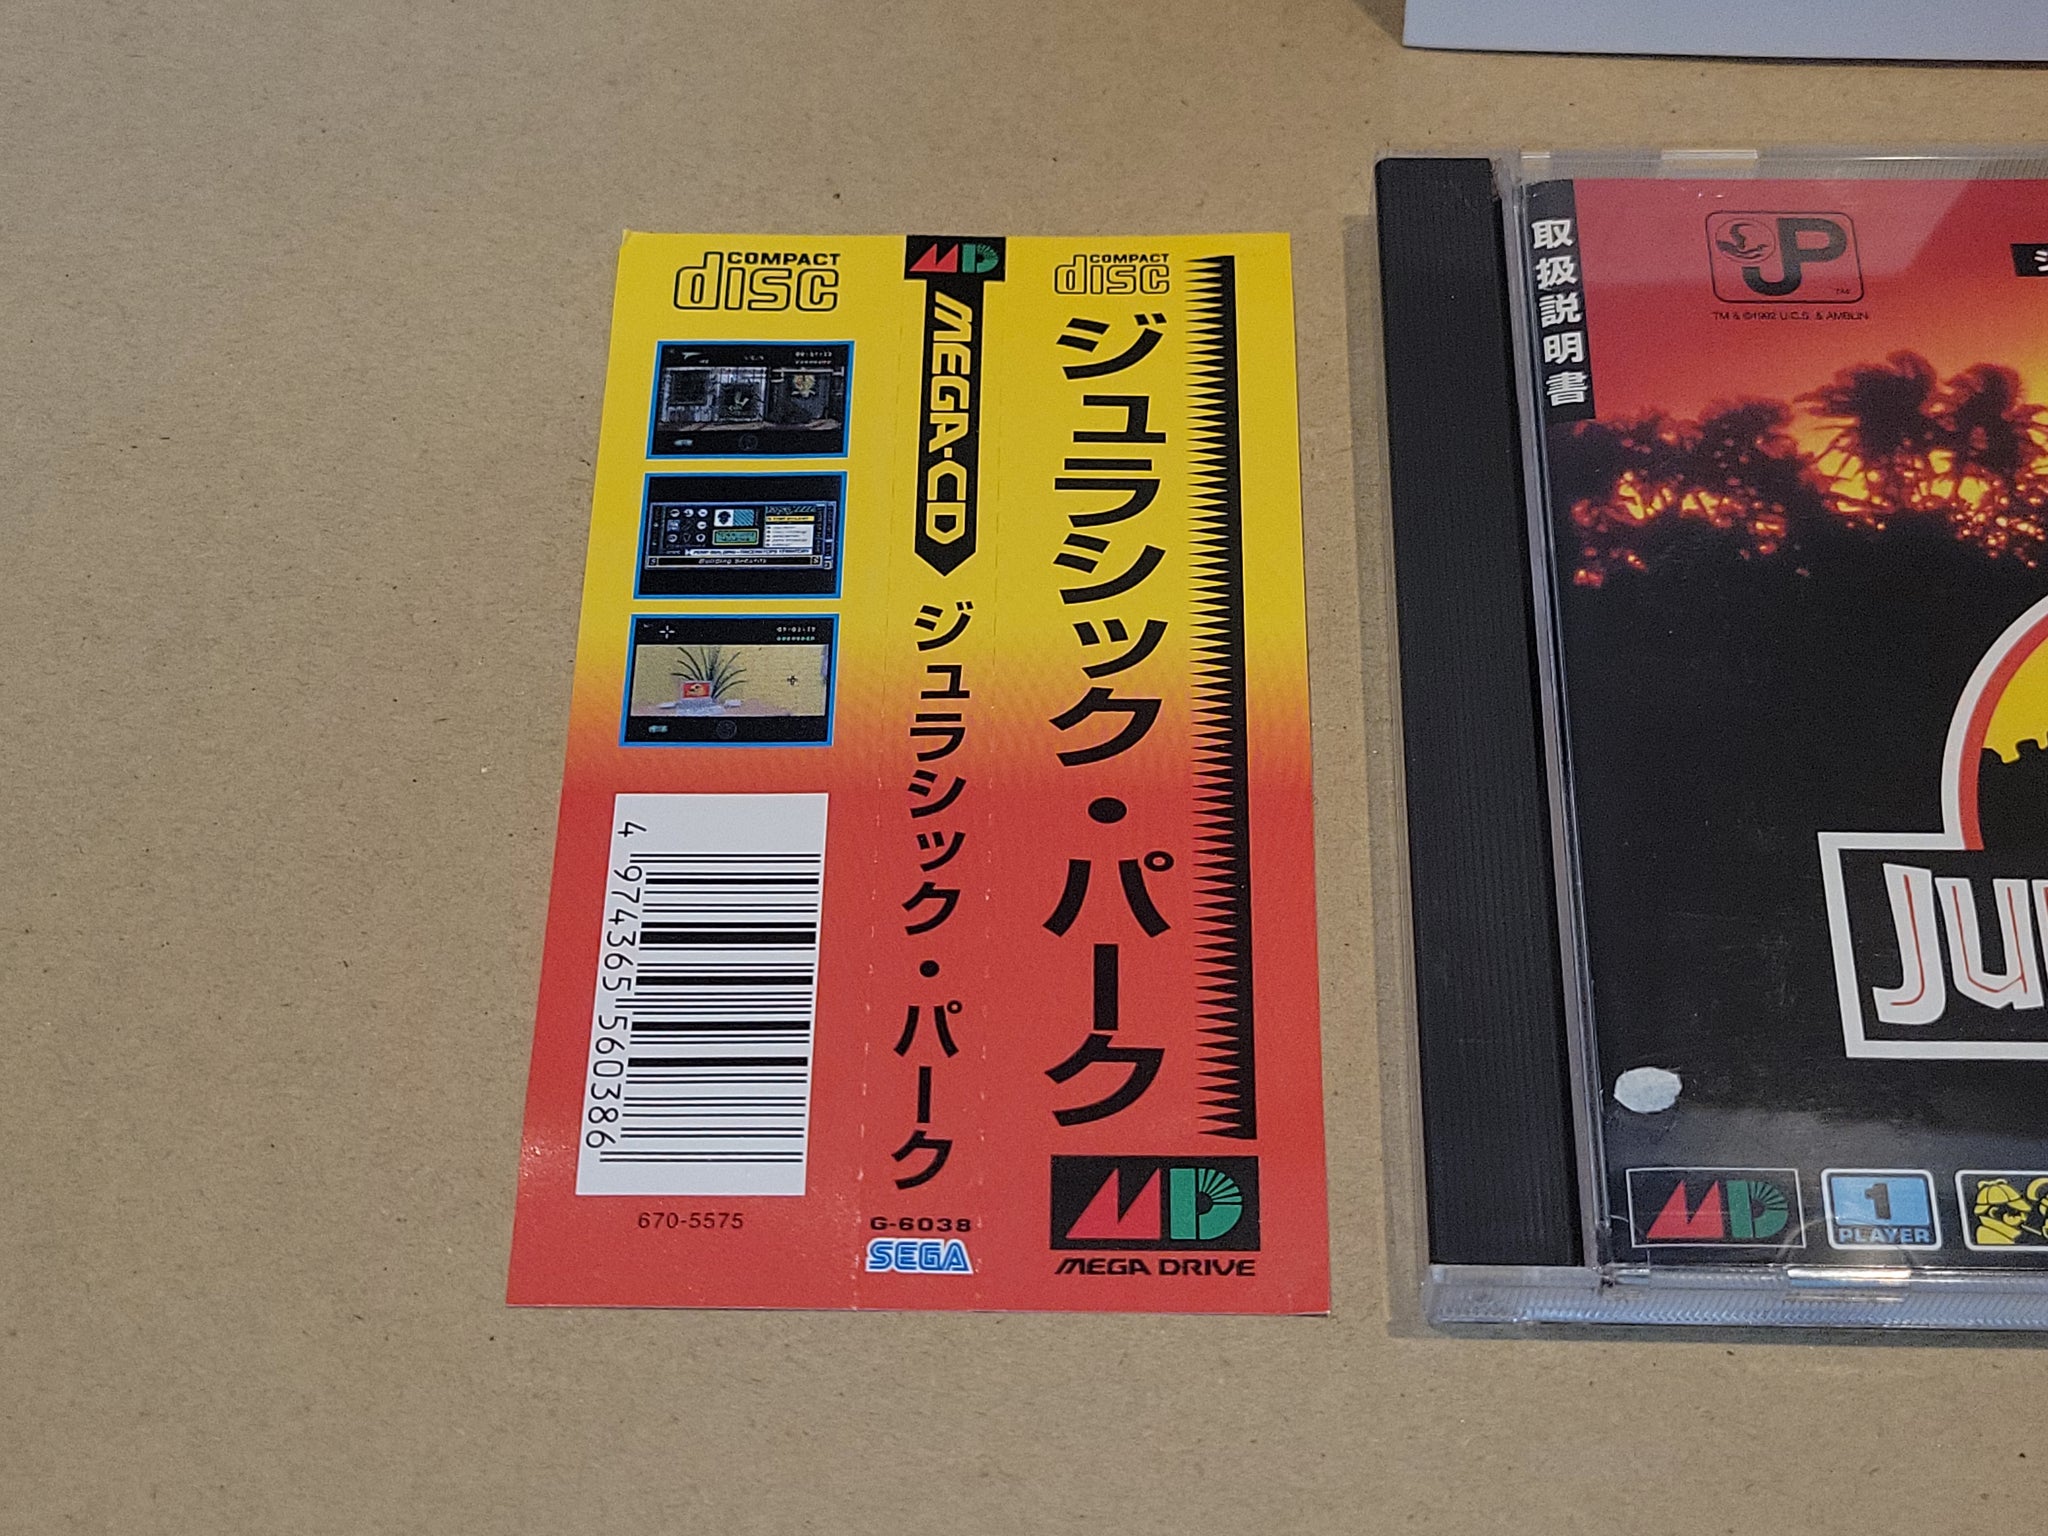 COMPACT
disc
4 974365 560386
670-5575
MD
MEGA-CD
ジュラシック・パーク
G-6038
SEGA
COMPACT
disc
ジュラシック・パーク
MD
MEGA DRIVE
取扱説明書
JP
TM
TM & ©1992 U.C.S. & AMBLIN
MD
1
PLAYER